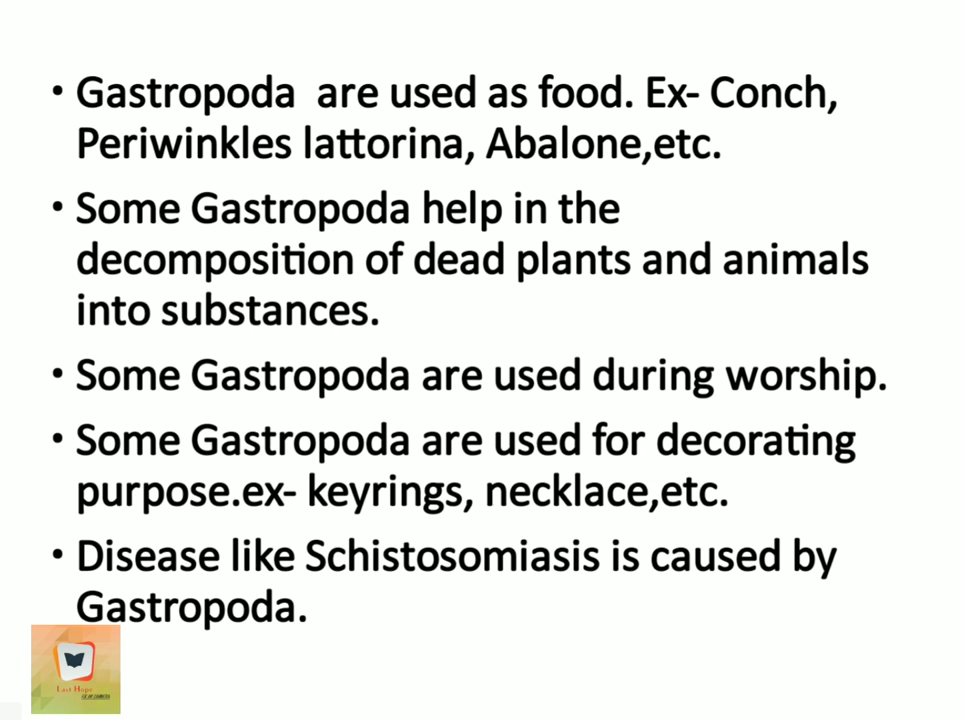 • Gastropoda are used as food. Ex- Conch,
Periwinkles lattorina, Abalone,etc.
• Some Gastropoda help in the
decomposition of dead plants and animals
into substances.
• Some Gastropoda are used during worship.
• Some Gastropoda are used for decorating
purpose.ex- keyrings, necklace,etc.
• Disease like Schistosomiasis is caused by
Gastropoda.
Last Hope